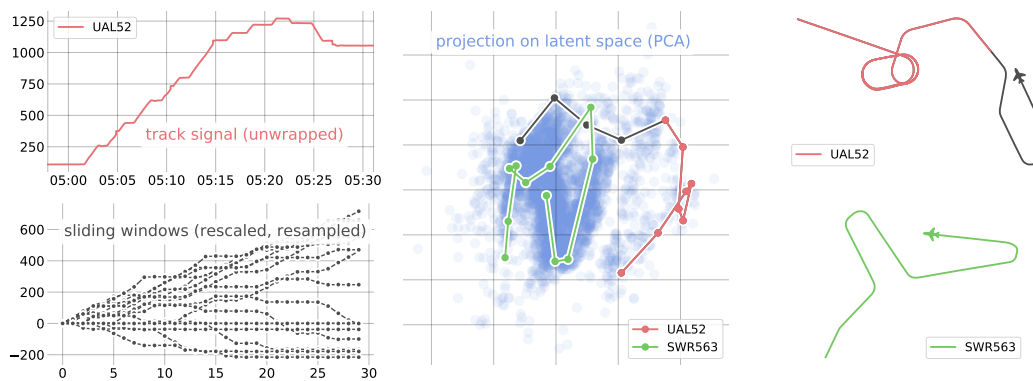 1250
1000
750
500
250
UAL52
track signal (unwrapped)
05:00 05:05 05:10 05:15 05:20 05:25 05:30
600
400
200
0
−200
sliding windows (rescaled, resampled)
0 5 10 15 20 25 30
projection on latent space (PCA)
UAL52
SWR563
UAL52
SWR563